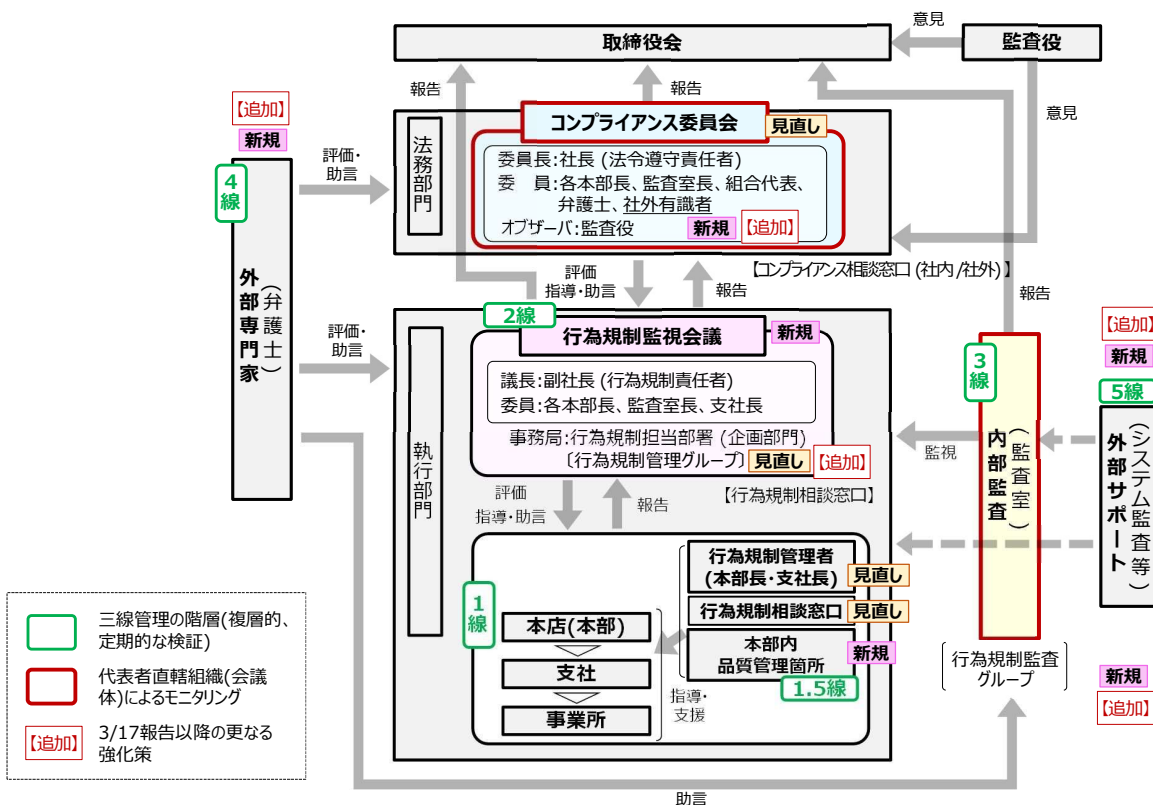 取締役会
監査役
意見
意見
報告
報告
報告
【追加】
新規
4線
外部専門家
(弁護士)
評価・
助言
評価・
助言
法務部門
コンプライアンス委員会
見直し
委員長:社長 (法令遵守責任者)
委　員:各本部長、監査室長、組合代表、
弁護士、社外有識者
オブザーバ:監査役
新規
【追加】
【コンプライアンス相談窓口 (社内/社外) 】
評価
指導・助言
報告
執行部門
2線
行為規制監視会議
新規
議長:副社長 (行為規制責任者)
委員:各本部長、監査室長、支社長
事務局:行為規制担当部署 (企画部門)
〔行為規制管理グループ〕
見直し
【追加】
【行為規制相談窓口】
評価
指導・助言
報告
1線
本店(本部)
支社
事業所
行為規制管理者
(本部長・支社長)
見直し
行為規制相談窓口
見直し
本部内
品質管理箇所
新規
1.5線
指導・
支援
監視
3線
内部監査
(監査室)
行為規制監査
グループ
新規
【追加】
【追加】
新規
5線
外部サポート
(システム監査等)
助言
三線管理の階層(複層的、
定期的な検証)
代表者直轄組織(会議
体)によるモニタリング
【追加】
3/17報告以降の更なる
強化策